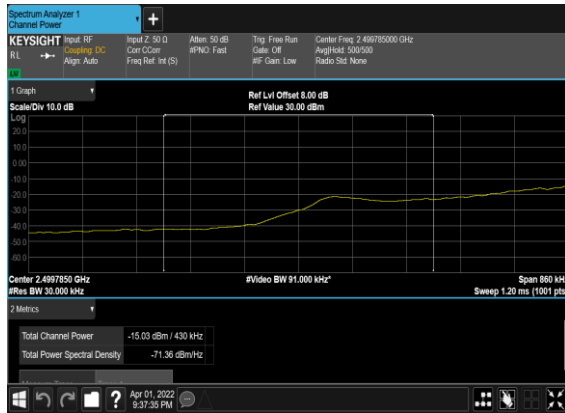 Spectrum Analyzer 1
Channel Power
+
KEYSIGHT Input: RF Input Z: 50 Ω Atten: 50 dB Trig: Free Run Center Freq: 2.499785000 GHz
RL Coupling: DC Corr CCorr #PNO: Fast Gate: Off Avg|Hold: 500/500
Align: Auto Freq Ref: Int (S) #IF Gain: Low Radio Std: None
1 Graph
Ref Lvl Offset 8.00 dB
Scale/Div 10.0 dB Ref Value 30.00 dBm
Log
20.0
10.0
0.00
-10.0
-20.0
-30.0
-40.0
-50.0
-60.0
Center 2.4997850 GHz #Video BW 91.000 kHz* Span 860 kH
#Res BW 30.000 kHz Sweep 1.20 ms (1001 pts
2 Metrics
Total Channel Power -15.03 dBm / 430 kHz
Total Power Spectral Density -71.36 dBm/Hz
? Apr 01, 2022
9:37:35 PM